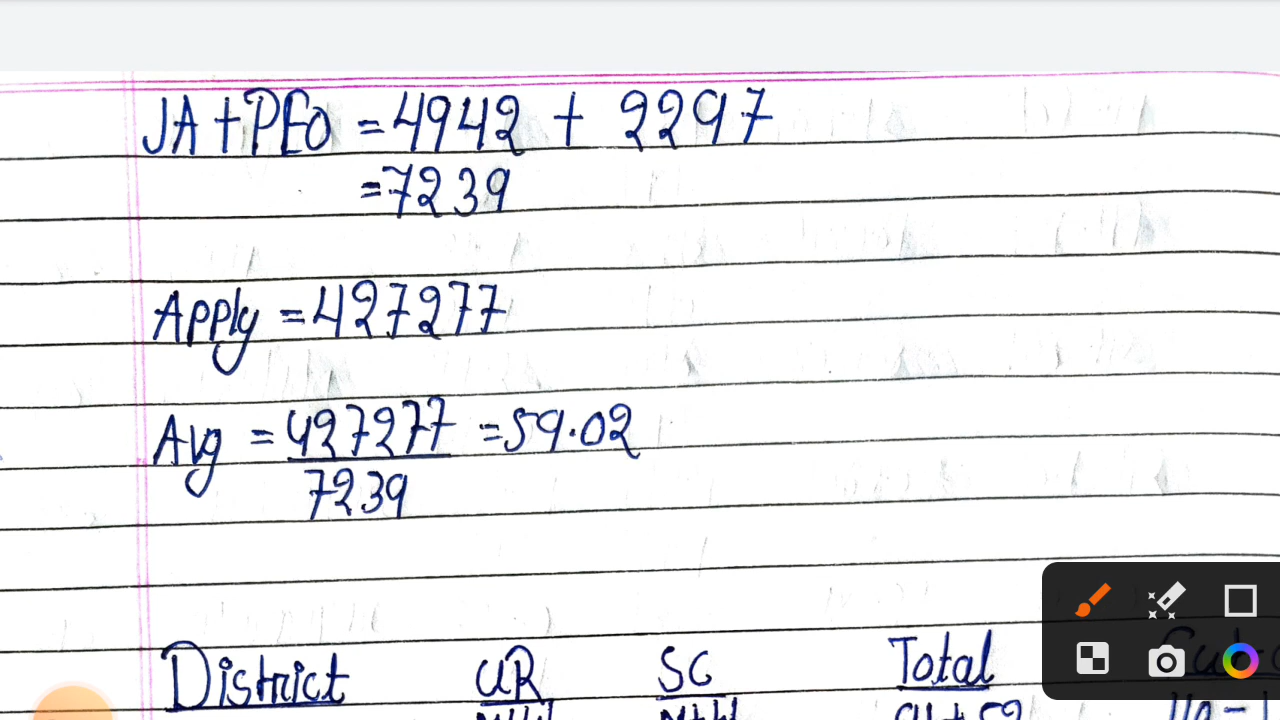 JA+PEO = 4942 + 2297
= 7239
Apply = 427277
Avg = 427277 / 7239 = 59.02
District UR SC Total